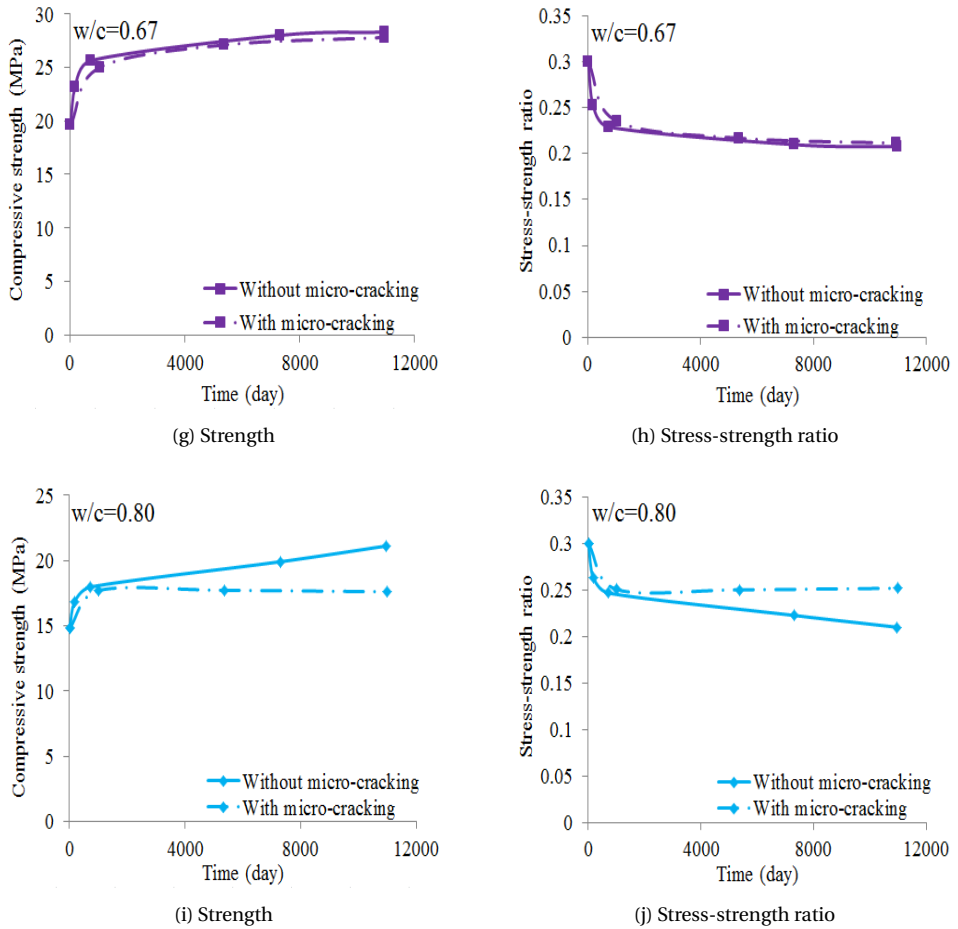 w/c=0.67
Compressive strength (MPa)
30
25
20
15
10
5
0
0 4000 8000 12000
Time (day)
Without micro-cracking
With micro-cracking
(g) Strength
w/c=0.67
Stress-strength ratio
0.35
0.3
0.25
0.2
0.15
0.1
0.05
0
0 4000 8000 12000
Time (day)
Without micro-cracking
With micro-cracking
(h) Stress-strength ratio
w/c=0.80
Compressive strength (MPa)
25
20
15
10
5
0
0 4000 8000 12000
Time (day)
Without micro-cracking
With micro-cracking
(i) Strength
w/c=0.80
Stress-strength ratio
0.35
0.3
0.25
0.2
0.15
0.1
0.05
0
0 4000 8000 12000
Time (day)
Without micro-cracking
With micro-cracking
(j) Stress-strength ratio